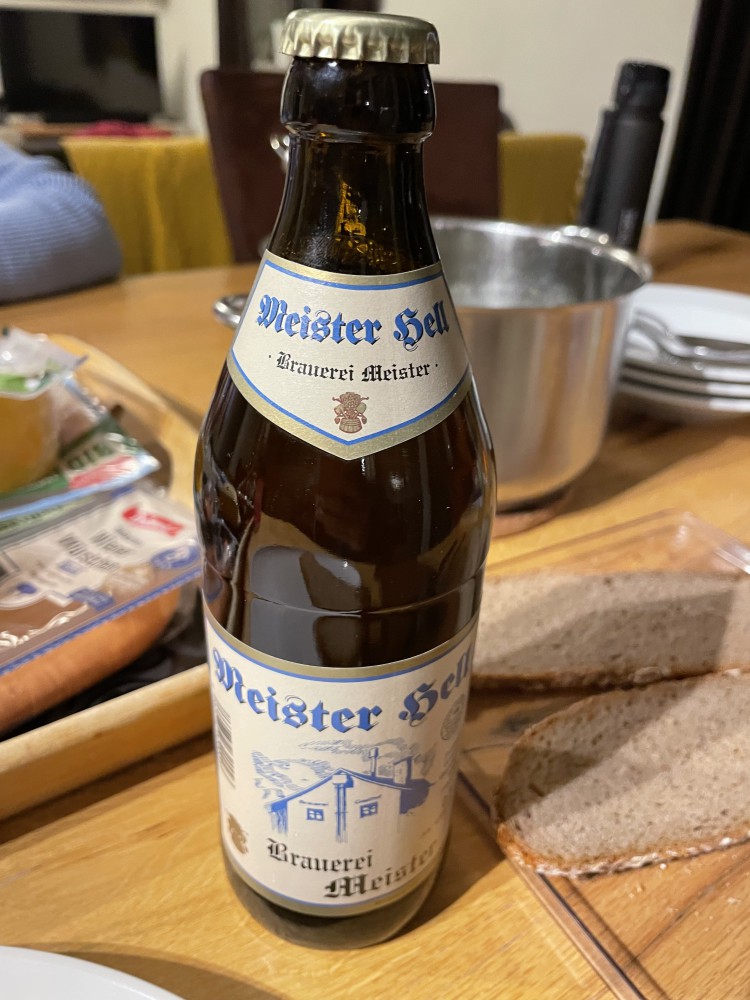 Meister Hell
· Brauerei Meister ·
Meister Hell
Brauerei
Meister